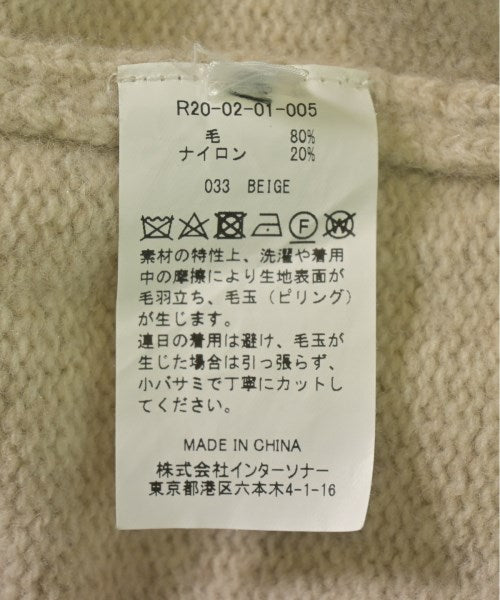 R20-02-01-005
毛 80%
ナイロン 20%
033 BEIGE
F W
素材の特性上、洗濯や着用
中の摩擦により生地表面が
毛羽立ち、毛玉（ピリング）
が生じます。
連日の着用は避け、毛玉が
生じた場合は引っ張らず、
小バサミで丁寧にカットし
てください。
MADE IN CHINA
株式会社インターソナー
東京都港区六本木4-1-16